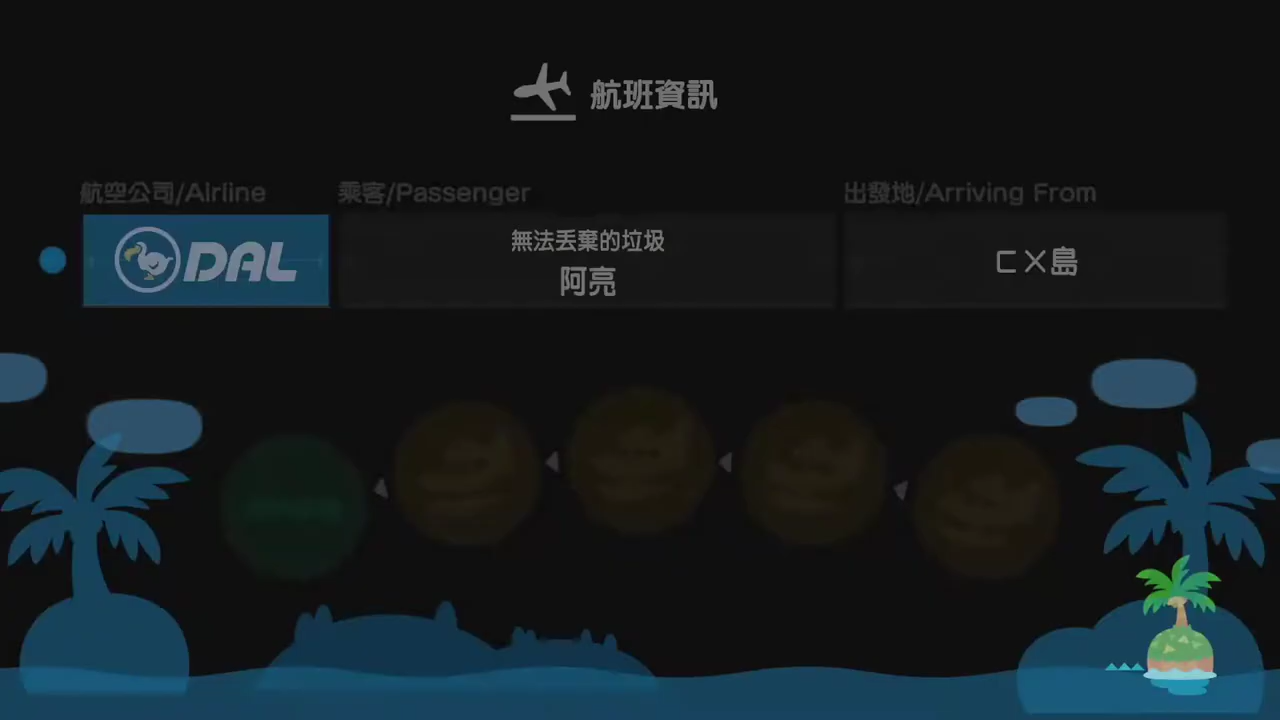 航班資訊
航空公司/Airline
乘客/Passenger
出發地/Arriving From
DAL
無法丟棄的垃圾
阿亮
ㄈㄨ島